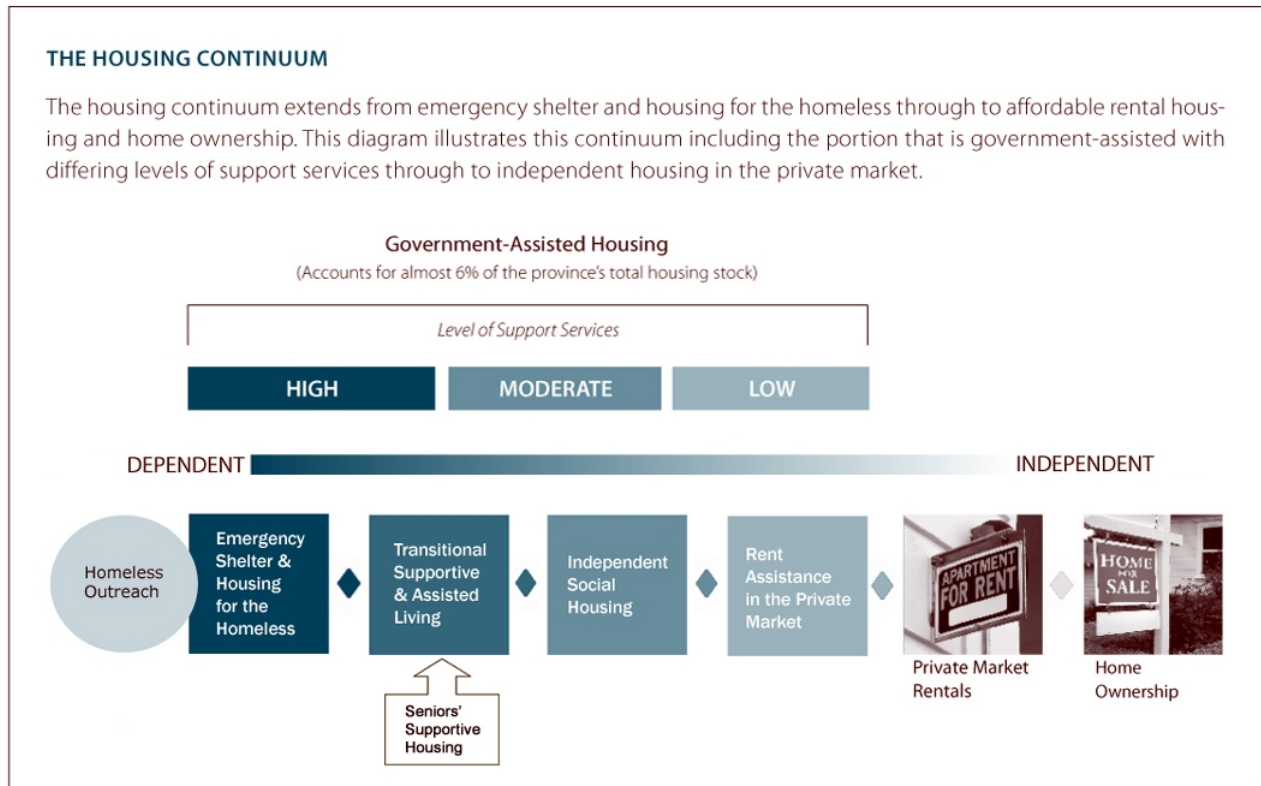 THE HOUSING CONTINUUM
The housing continuum extends from emergency shelter and housing for the homeless through to affordable rental hous-
ing and home ownership. This diagram illustrates this continuum including the portion that is government-assisted with
differing levels of support services through to independent housing in the private market.
Government-Assisted Housing
(Accounts for almost 6% of the province's total housing stock)
Level of Support Services
HIGH
MODERATE
LOW
DEPENDENT
INDEPENDENT
Homeless
Outreach
Emergency
Shelter &
Housing
for the
Homeless
Transitional
Supportive
& Assisted
Living
Independent
Social
Housing
Rent
Assistance
in the Private
Market
APARTMENT
FOR RENT
HOME
FOR
SALE
Private Market
Rentals
Home
Ownership
Seniors'
Supportive
Housing